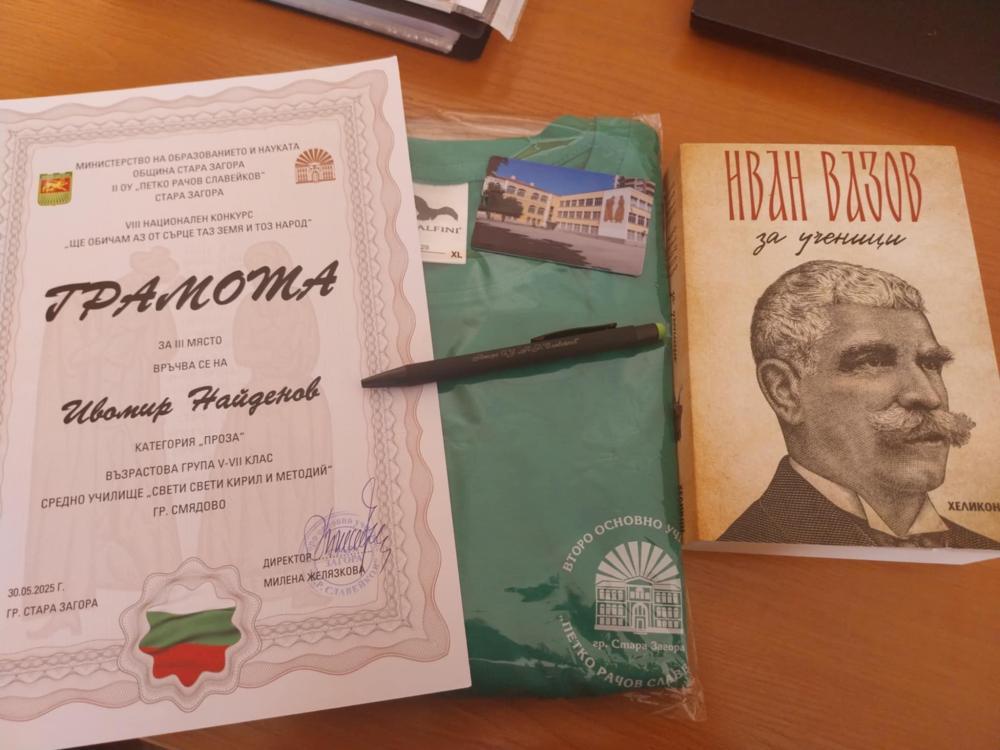 МИНИСТЕРСТВО НА ОБРАЗОВАНИЕТО И НАУКАТА
ОБЩИНА СТАРА ЗАГОРА
II ОУ „ПЕТКО РАЧОВ СЛАВЕЙКОВ“
СТАРА ЗАГОРА
VIII НАЦИОНАЛЕН КОНКУРС
„ЩЕ ОБИЧАМ АЗ ОТ СЪРЦЕ ТАЗ ЗЕМЯ И ТОЗ НАРОД“
ГРАМОТА
ЗА III МЯСТО
ВРЪЧВА СЕ НА
Ивомир Найденов
КАТЕГОРИЯ „ПРОЗА“
ВЪЗРАСТОВА ГРУПА V-VII КЛАС
СРЕДНО УЧИЛИЩЕ „СВЕТИ СВЕТИ КИРИЛ И МЕТОДИЙ“
ГР. СМЯДОВО
ДИРЕКТОР
МИЛЕНА ЖЕЛЯЗКОВА
30.05.2025 Г.
ГР. СТАРА ЗАГОРА
ALFINI
XL
ВТОРО ОСНОВНО УЧ
гр. Стара Загора
„ПЕТКО РАЧОВ СЛАВ
ИВАН ВАЗОВ
за ученици
ХЕЛИКОН